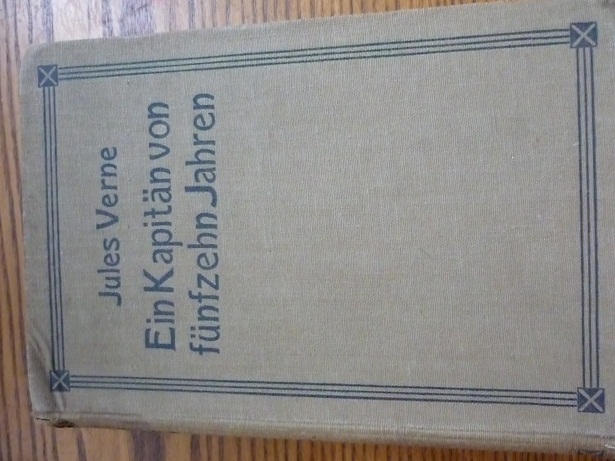 Jules Verne
Ein Kapitän von
fünfzehn Jahren